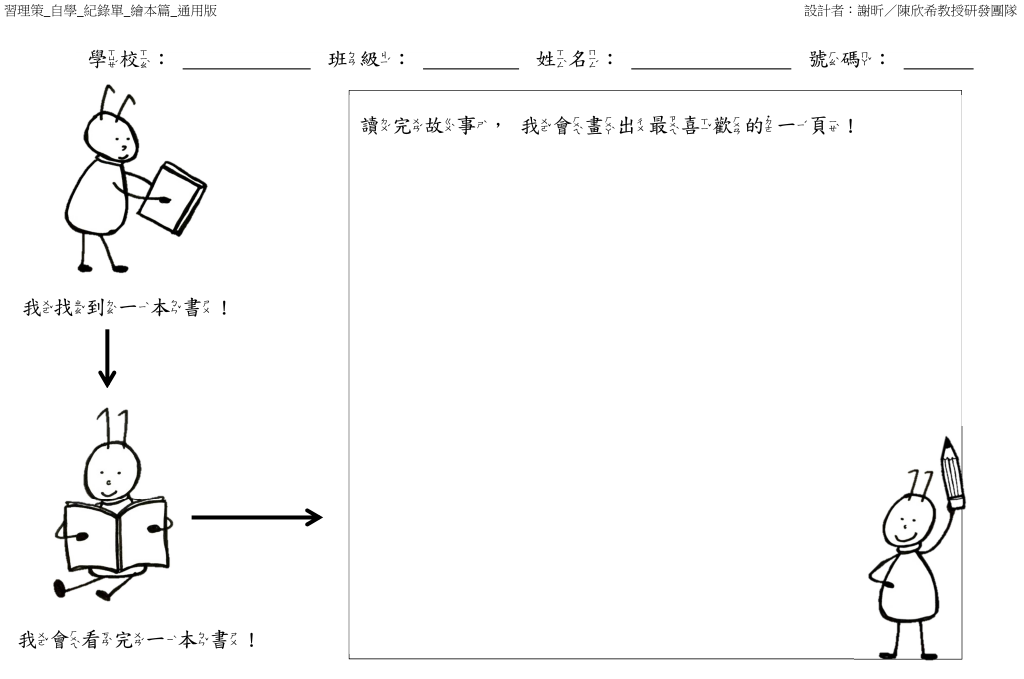 習理策_自學_紀錄單_繪本篇_通用版
設計者：謝昕／陳欣希教授研發團隊
學校： 班級： 姓名： 號碼：
讀完故事， 我會畫出最喜歡的一頁！
我找到一本書！
我會看完一本書！